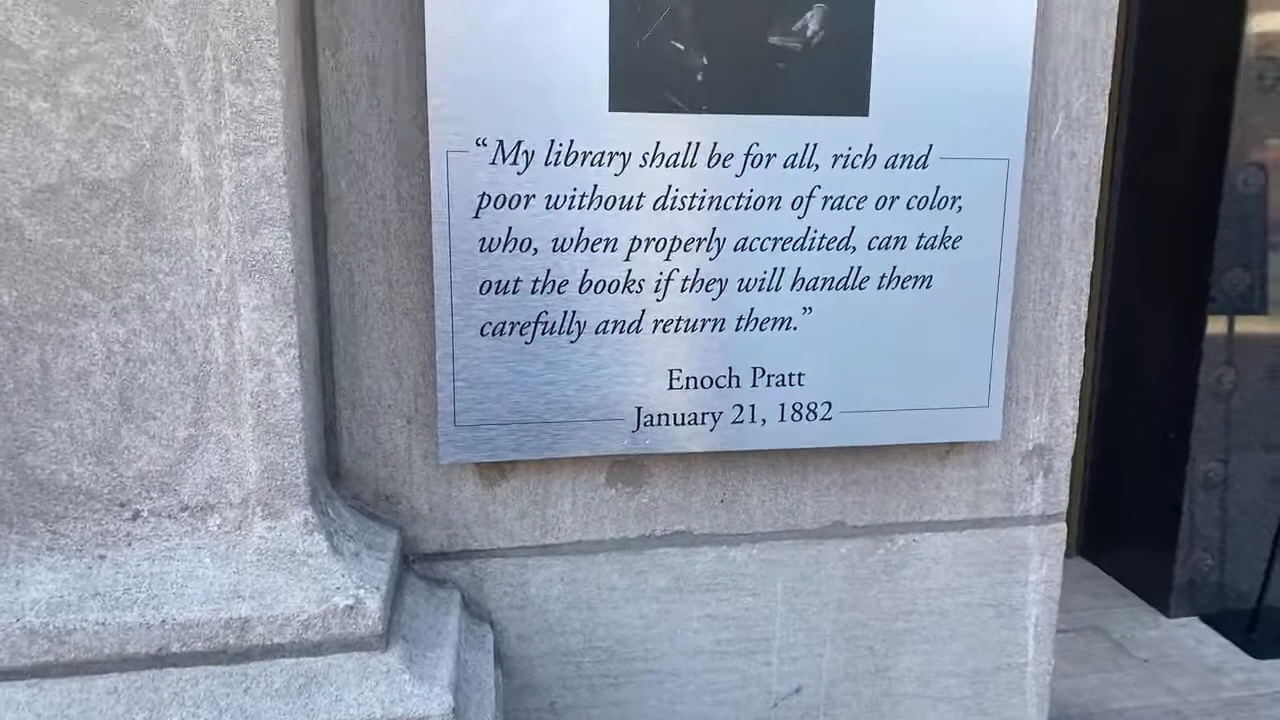 “My library shall be for all, rich and
poor without distinction of race or color,
who, when properly accredited, can take
out the books if they will handle them
carefully and return them.”
Enoch Pratt
January 21, 1882